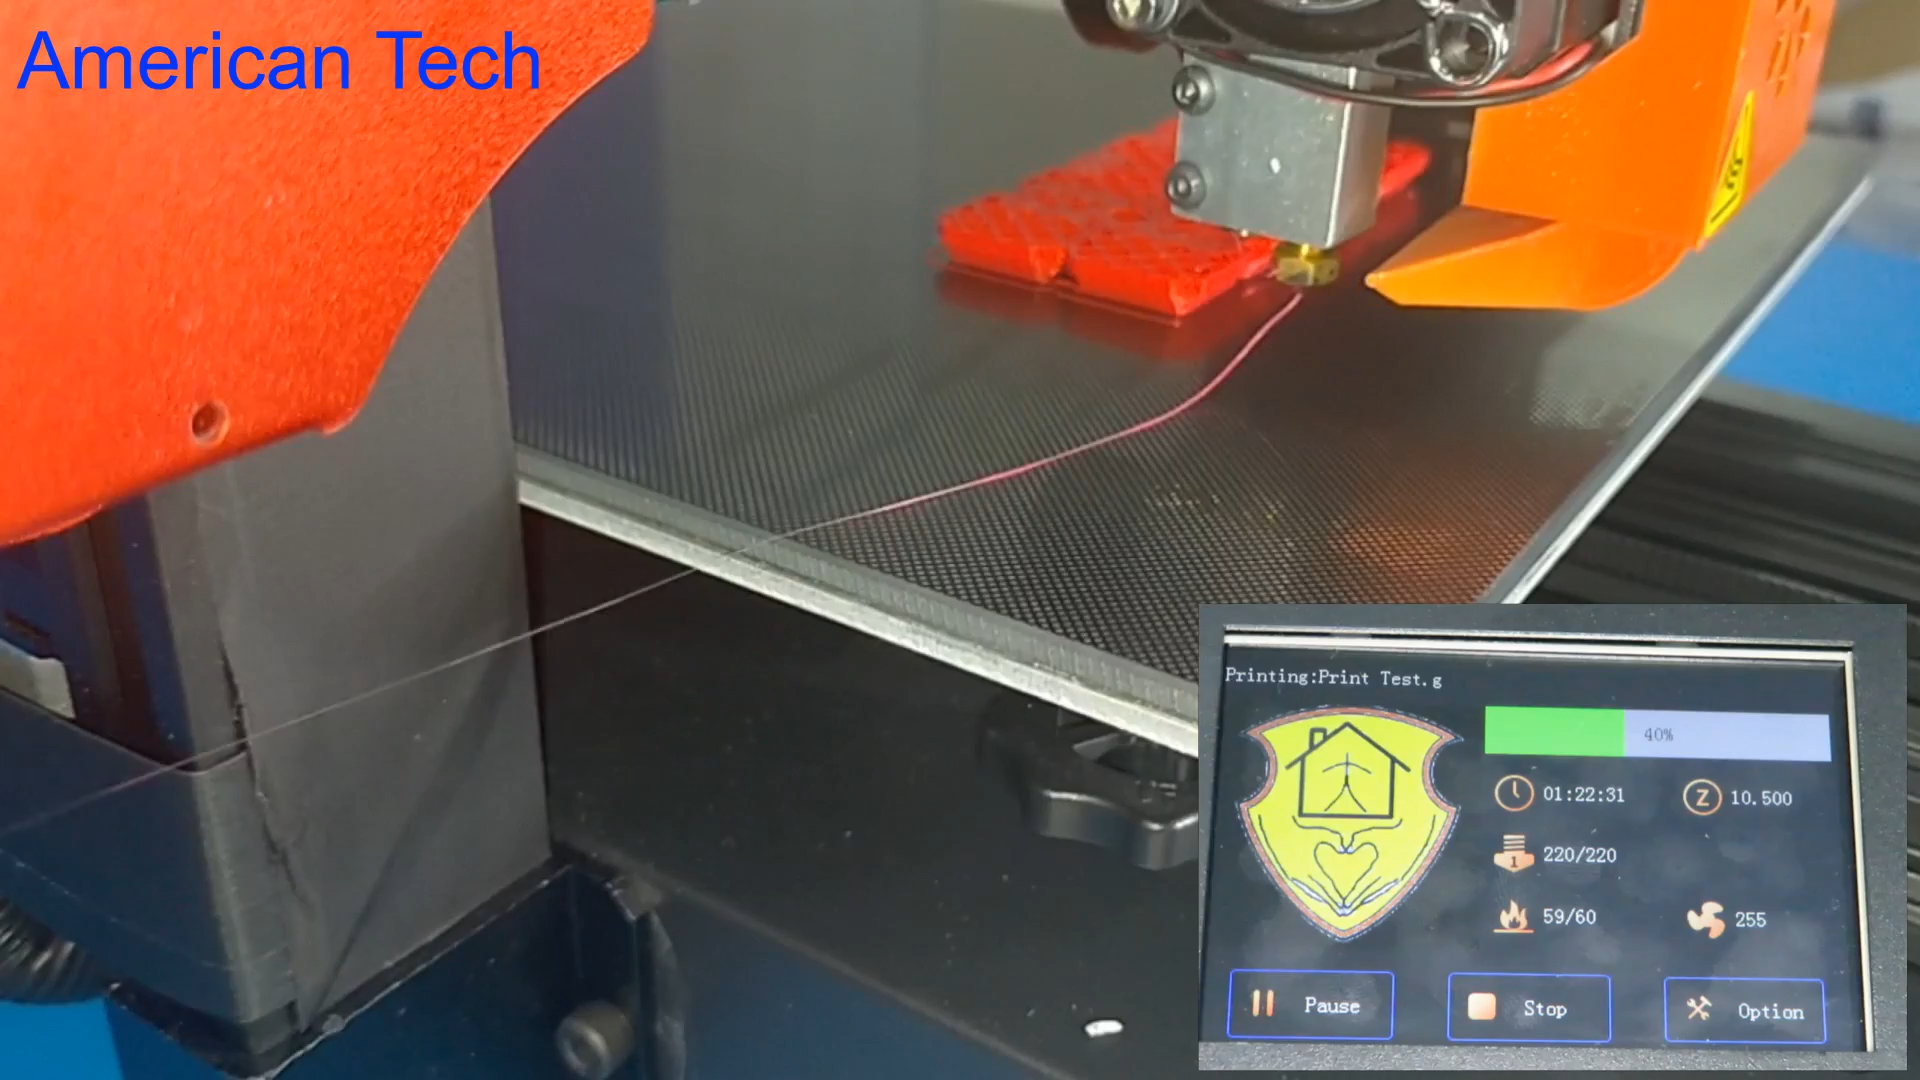 American Tech
Printing:Print Test.g
40%
01:22:31
Z 10.500
1 220/220
59/60
255
Pause
Stop
Option